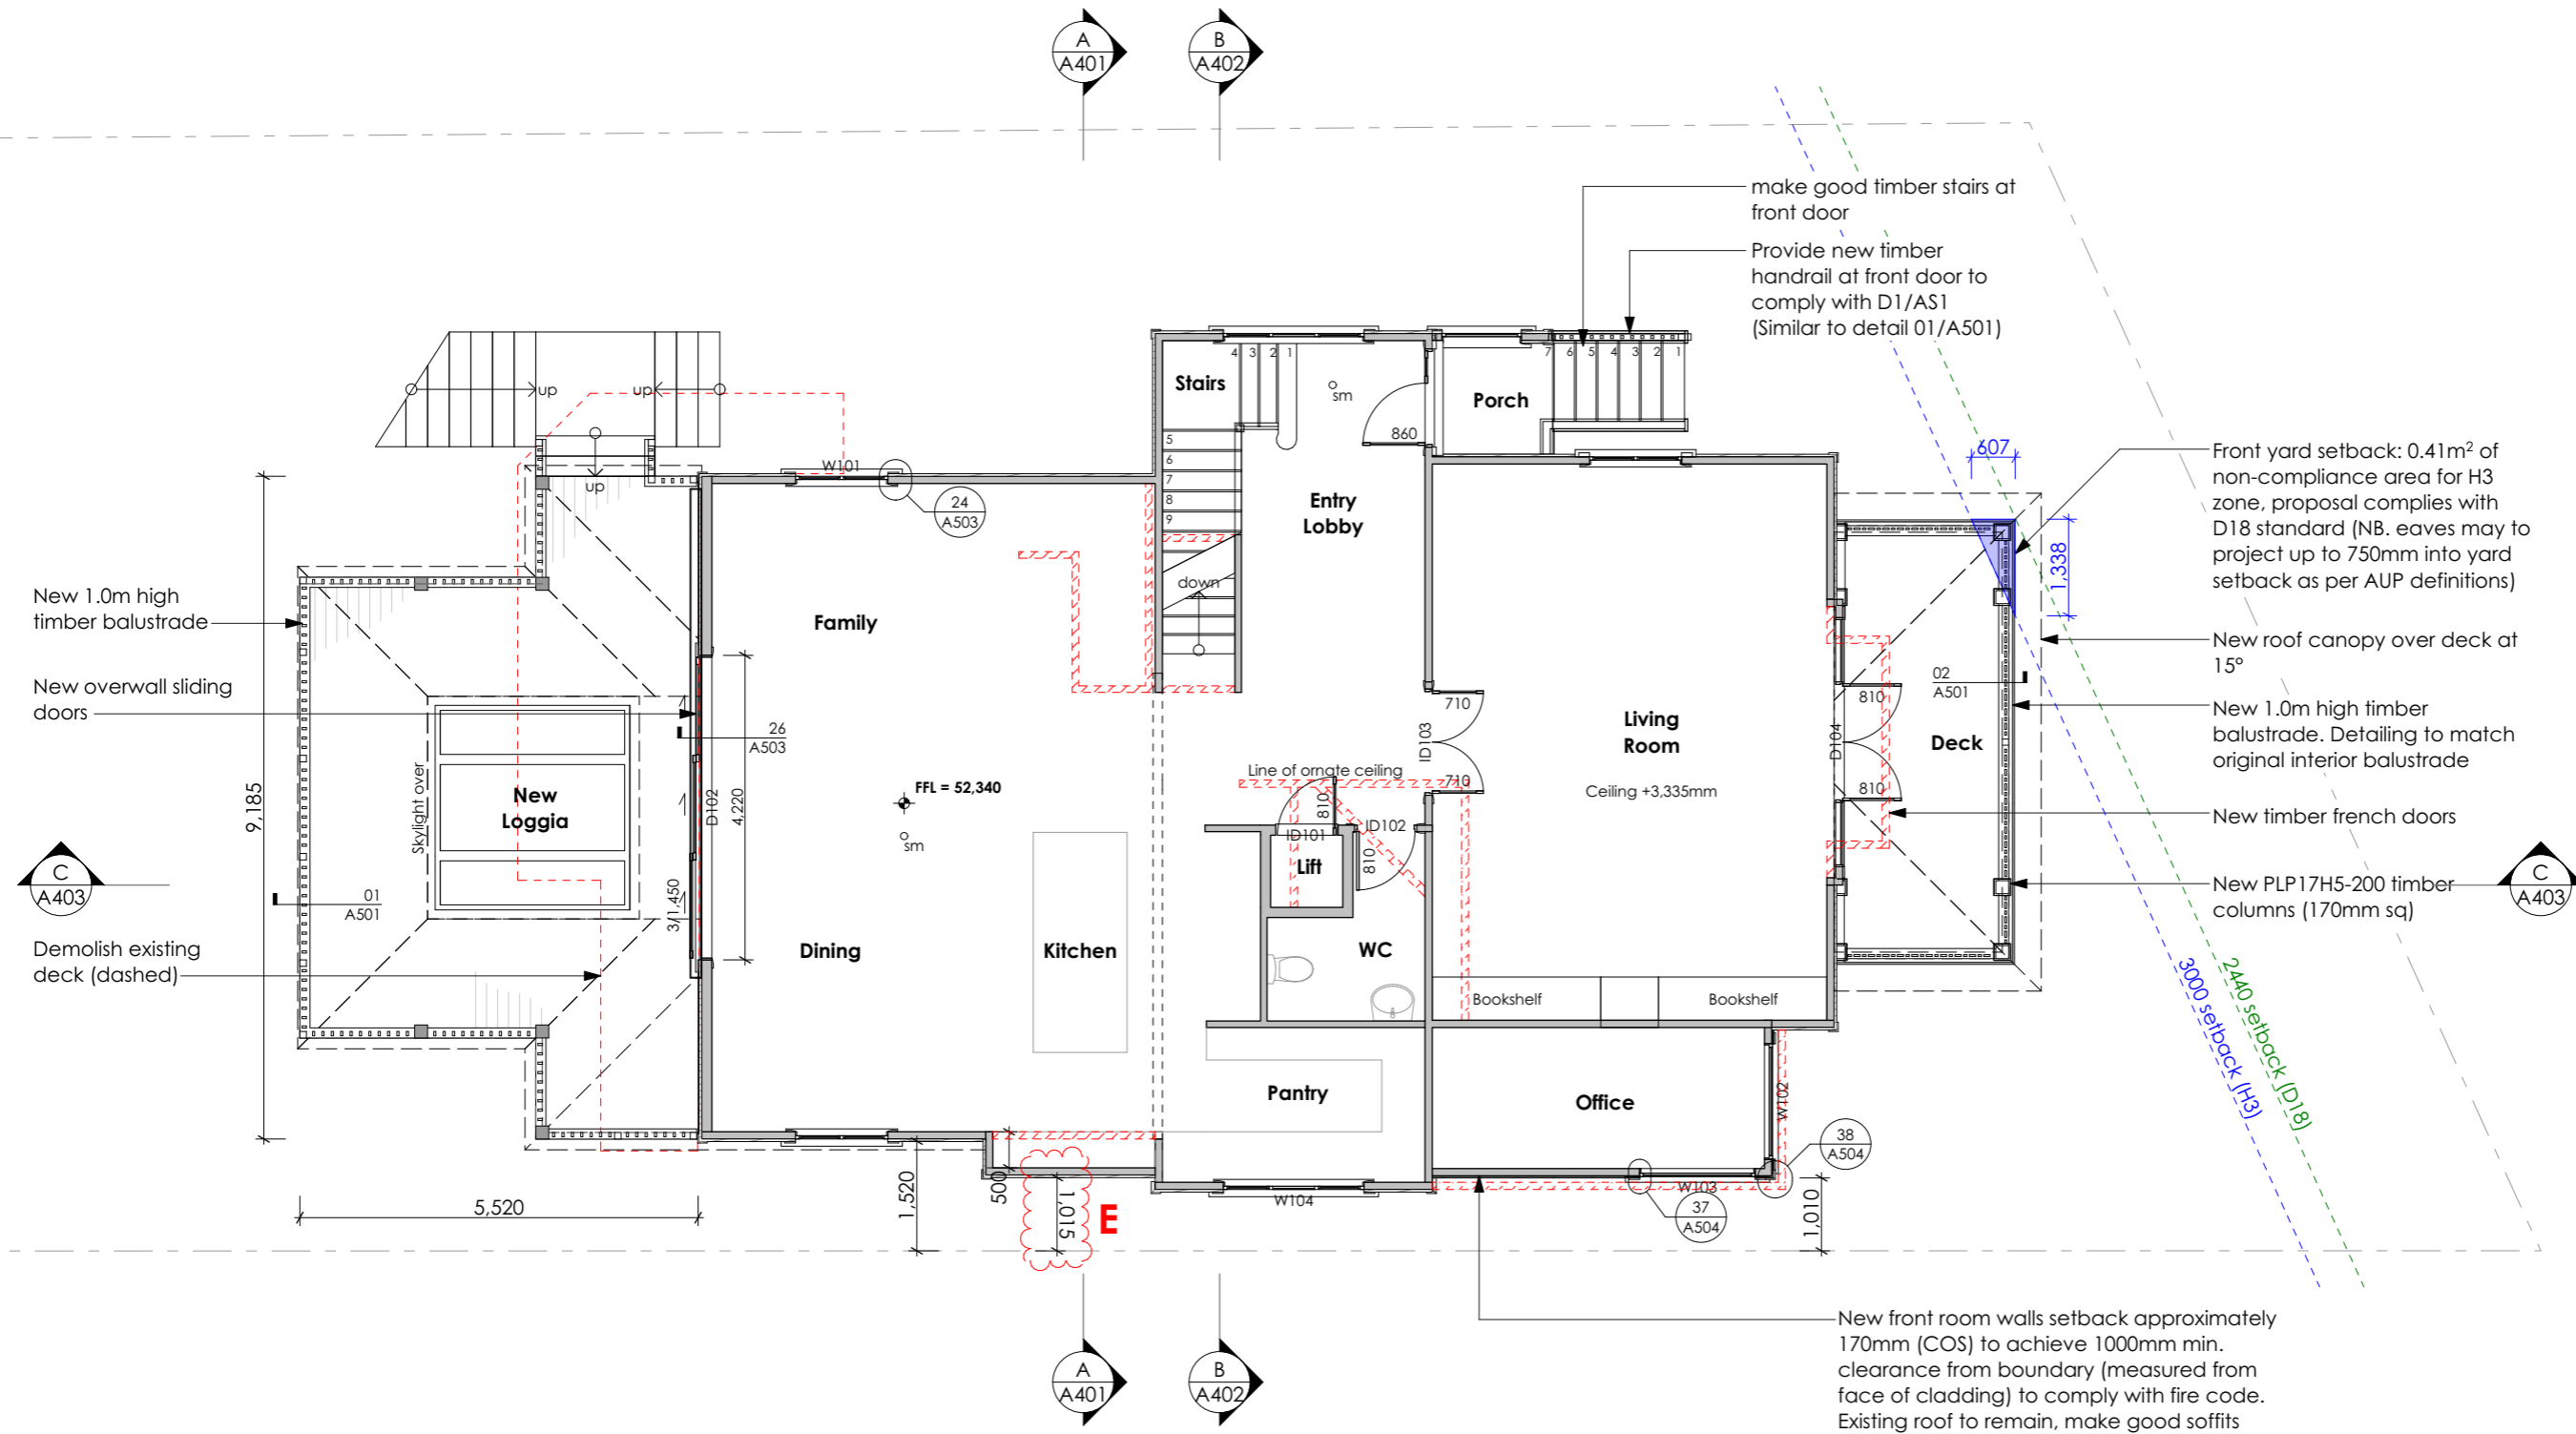 A
A401
B
A402
make good timber stairs at
front door
Provide new timber
handrail at front door to
comply with D1/AS1
(Similar to detail 01/A501)
Front yard setback: 0.41m² of
non-compliance area for H3
zone, proposal complies with
D18 standard (NB. eaves may to
project up to 750mm into yard
setback as per AUP definitions)
607
1,338
New roof canopy over deck at
15°
02
A501
New 1.0m high timber
balustrade. Detailing to match
original interior balustrade
New timber french doors
New PLP17H5-200 timber
columns (170mm sq)
C
A403
3000 setback (H3)
2440 setback (D18)
up
up
up
Stairs
4 3 2 1
5
6
7
8
9
down
sm
860
Porch
7 6 5 4 3 2 1
W101
24
A503
Entry
Lobby
New 1.0m high
timber balustrade
New overwall sliding
doors
9,185
Family
26
A503
D102
4,220
Skylight over
New
Loggia
FFL = 52,340
sm
3/1,450
01
A501
C
A403
Demolish existing
deck (dashed)
Dining
Kitchen
710
ID103
710
Line of ornate ceiling
810
ID101
ID102
810
Lift
WC
Living
Room
Ceiling +3,335mm
810
D104
810
Deck
Bookshelf
Bookshelf
Pantry
Office
W102
38
A504
W103
37
A504
W104
5,520
1,520
500
1,015
E
1,010
A
A401
B
A402
New front room walls setback approximately
170mm (COS) to achieve 1000mm min.
clearance from boundary (measured from
face of cladding) to comply with fire code.
Existing roof to remain, make good soffits